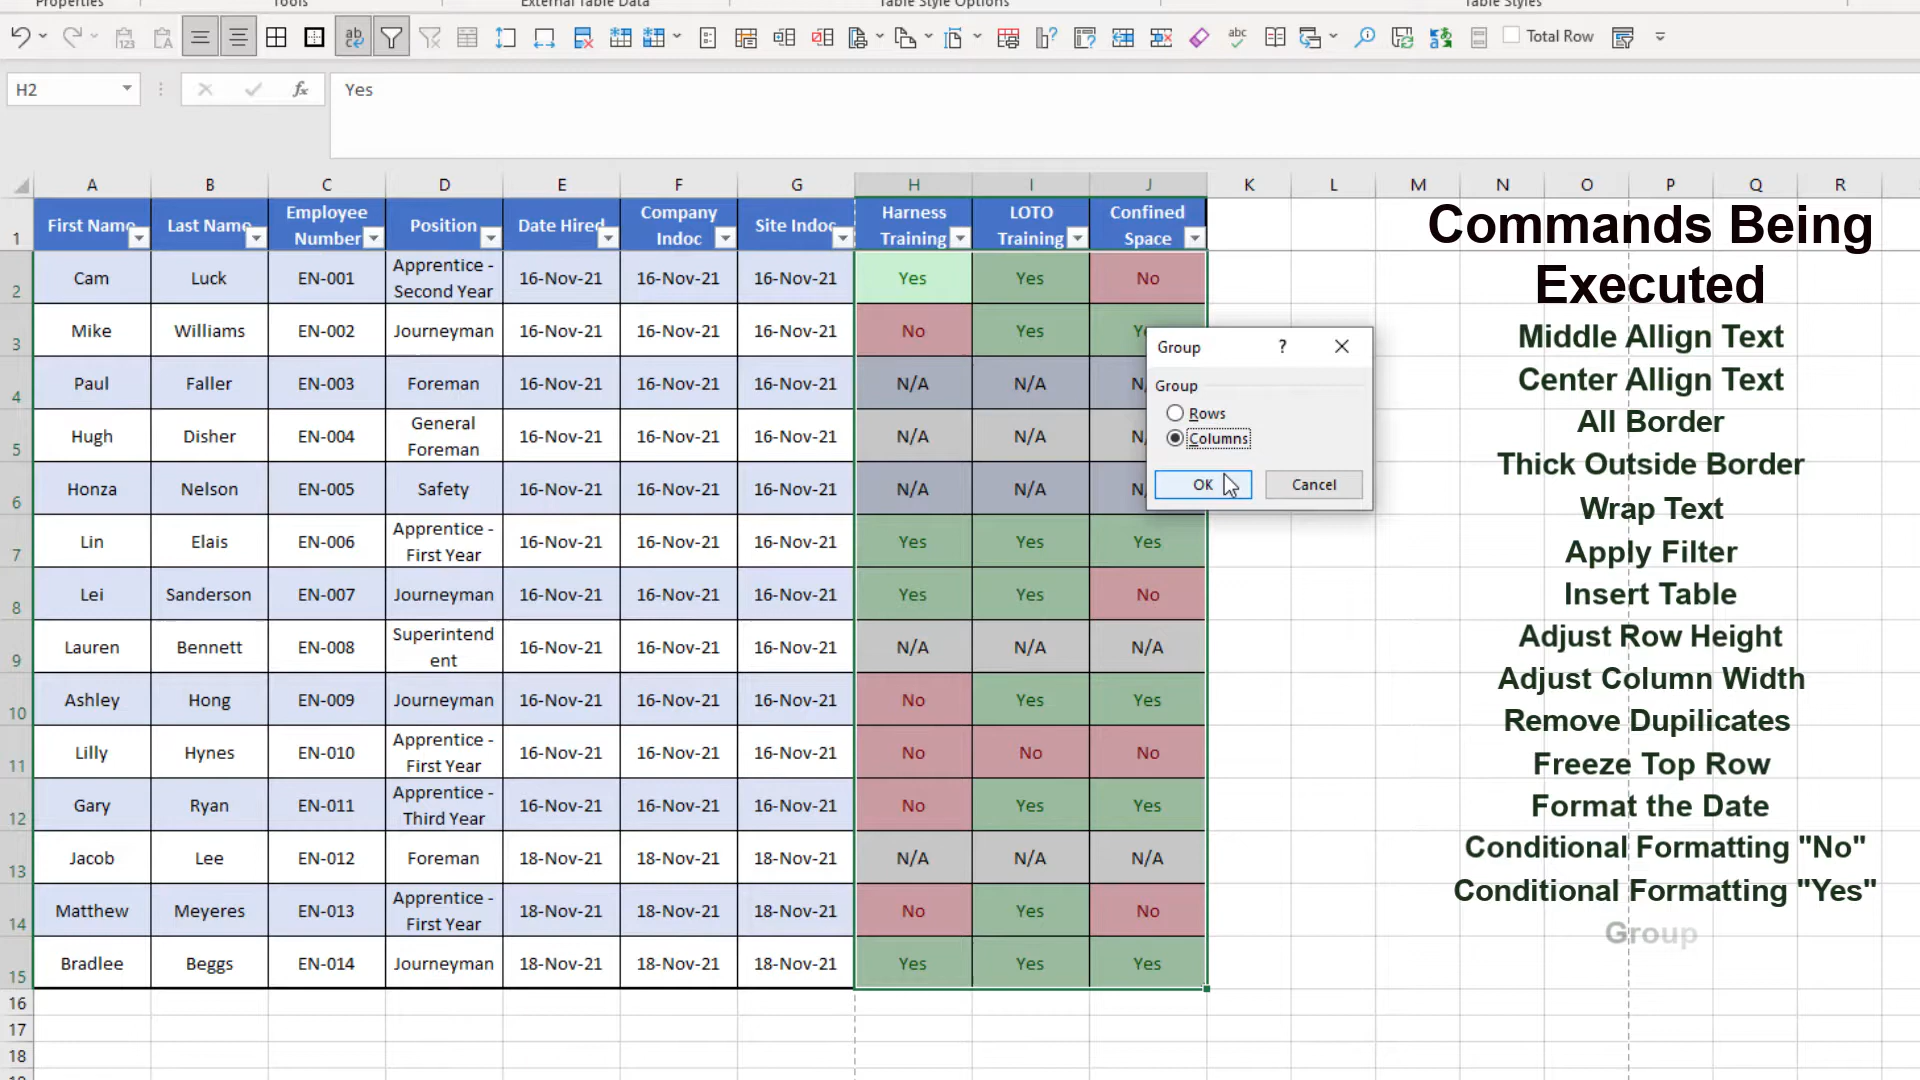 Properties Tools External Table Data Table Style Options Table Styles
Total Row
H2 fx Yes
A B C D E F G H I J K L M N O P Q R
1 First Name Last Name Employee Number Position Date Hired Company Indoc Site Indoc Harness Training LOTO Training Confined Space
2 Cam Luck EN-001 Apprentice - Second Year 16-Nov-21 16-Nov-21 16-Nov-21 Yes Yes No
3 Mike Williams EN-002 Journeyman 16-Nov-21 16-Nov-21 16-Nov-21 No Yes
4 Paul Faller EN-003 Foreman 16-Nov-21 16-Nov-21 16-Nov-21 N/A N/A
5 Hugh Disher EN-004 General Foreman 16-Nov-21 16-Nov-21 16-Nov-21 N/A N/A
6 Honza Nelson EN-005 Safety 16-Nov-21 16-Nov-21 16-Nov-21 N/A N/A
7 Lin Elais EN-006 Apprentice - First Year 16-Nov-21 16-Nov-21 16-Nov-21 Yes Yes Yes
8 Lei Sanderson EN-007 Journeyman 16-Nov-21 16-Nov-21 16-Nov-21 Yes Yes No
9 Lauren Bennett EN-008 Superintendent 16-Nov-21 16-Nov-21 16-Nov-21 N/A N/A N/A
10 Ashley Hong EN-009 Journeyman 16-Nov-21 16-Nov-21 16-Nov-21 No Yes Yes
11 Lilly Hynes EN-010 Apprentice - First Year 16-Nov-21 16-Nov-21 16-Nov-21 No No No
12 Gary Ryan EN-011 Apprentice - Third Year 16-Nov-21 16-Nov-21 16-Nov-21 No Yes Yes
13 Jacob Lee EN-012 Foreman 18-Nov-21 18-Nov-21 18-Nov-21 N/A N/A N/A
14 Matthew Meyeres EN-013 Apprentice - First Year 18-Nov-21 18-Nov-21 18-Nov-21 No Yes No
15 Bradlee Beggs EN-014 Journeyman 18-Nov-21 18-Nov-21 18-Nov-21 Yes Yes Yes
16
17
18
Group ?
Group
Rows
Columns
OK Cancel
Commands Being
Executed
Middle Allign Text
Center Allign Text
All Border
Thick Outside Border
Wrap Text
Apply Filter
Insert Table
Adjust Row Height
Adjust Column Width
Remove Dupilicates
Freeze Top Row
Format the Date
Conditional Formatting "No"
Conditional Formatting "Yes"
Group